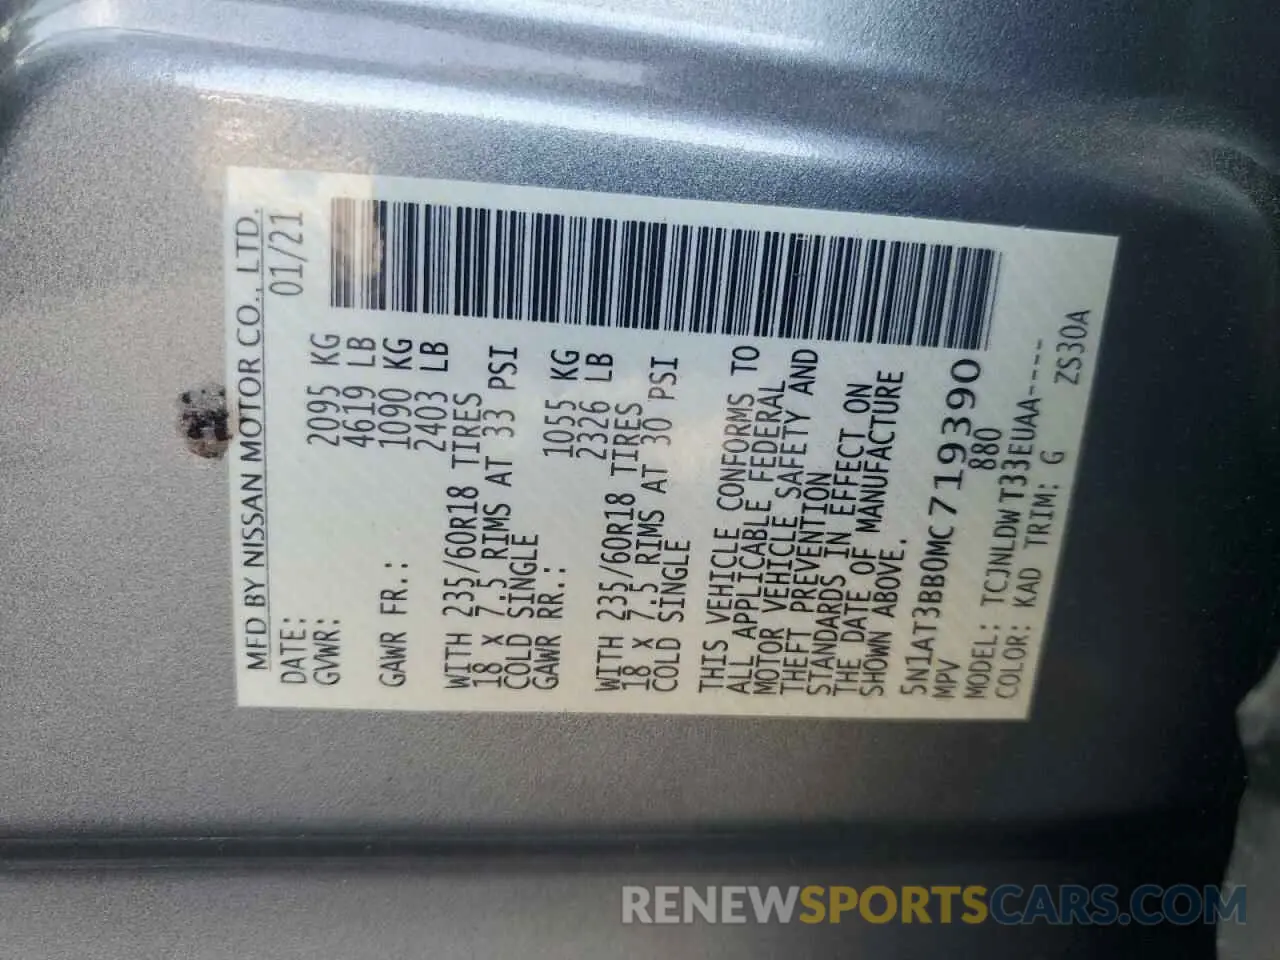 MFD BY NISSAN MOTOR CO., LTD.
DATE: 01/21
GVWR: 2095 KG
4619 LB
GAWR FR.: 1090 KG
2403 LB
WITH 235/60R18 TIRES
18 X 7.5 RIMS AT 33 PSI
COLD SINGLE
GAWR RR.: 1055 KG
2326 LB
WITH 235/60R18 TIRES
18 X 7.5 RIMS AT 30 PSI
COLD SINGLE
THIS VEHICLE CONFORMS TO
ALL APPLICABLE FEDERAL
MOTOR VEHICLE SAFETY AND
THEFT PREVENTION
STANDARDS IN EFFECT ON
THE DATE OF MANUFACTURE
SHOWN ABOVE.
5N1AT3BB0MC719390
MPV 880
MODEL: TCJNLDWT33EUAA----
COLOR: KAD TRIM: G ZS30A
RENEWSPORTSCARS.COM